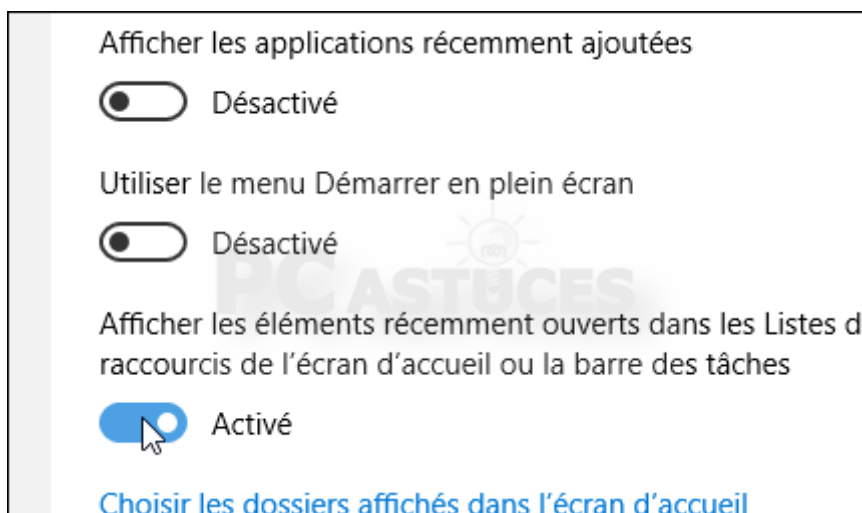 Afficher les applications récemment ajoutées
Désactivé
Utiliser le menu Démarrer en plein écran
Désactivé
PC ASTUCES
Afficher les éléments récemment ouverts dans les Listes d
raccourcis de l'écran d'accueil ou la barre des tâches
Activé
Choisir les dossiers affichés dans l'écran d'accueil